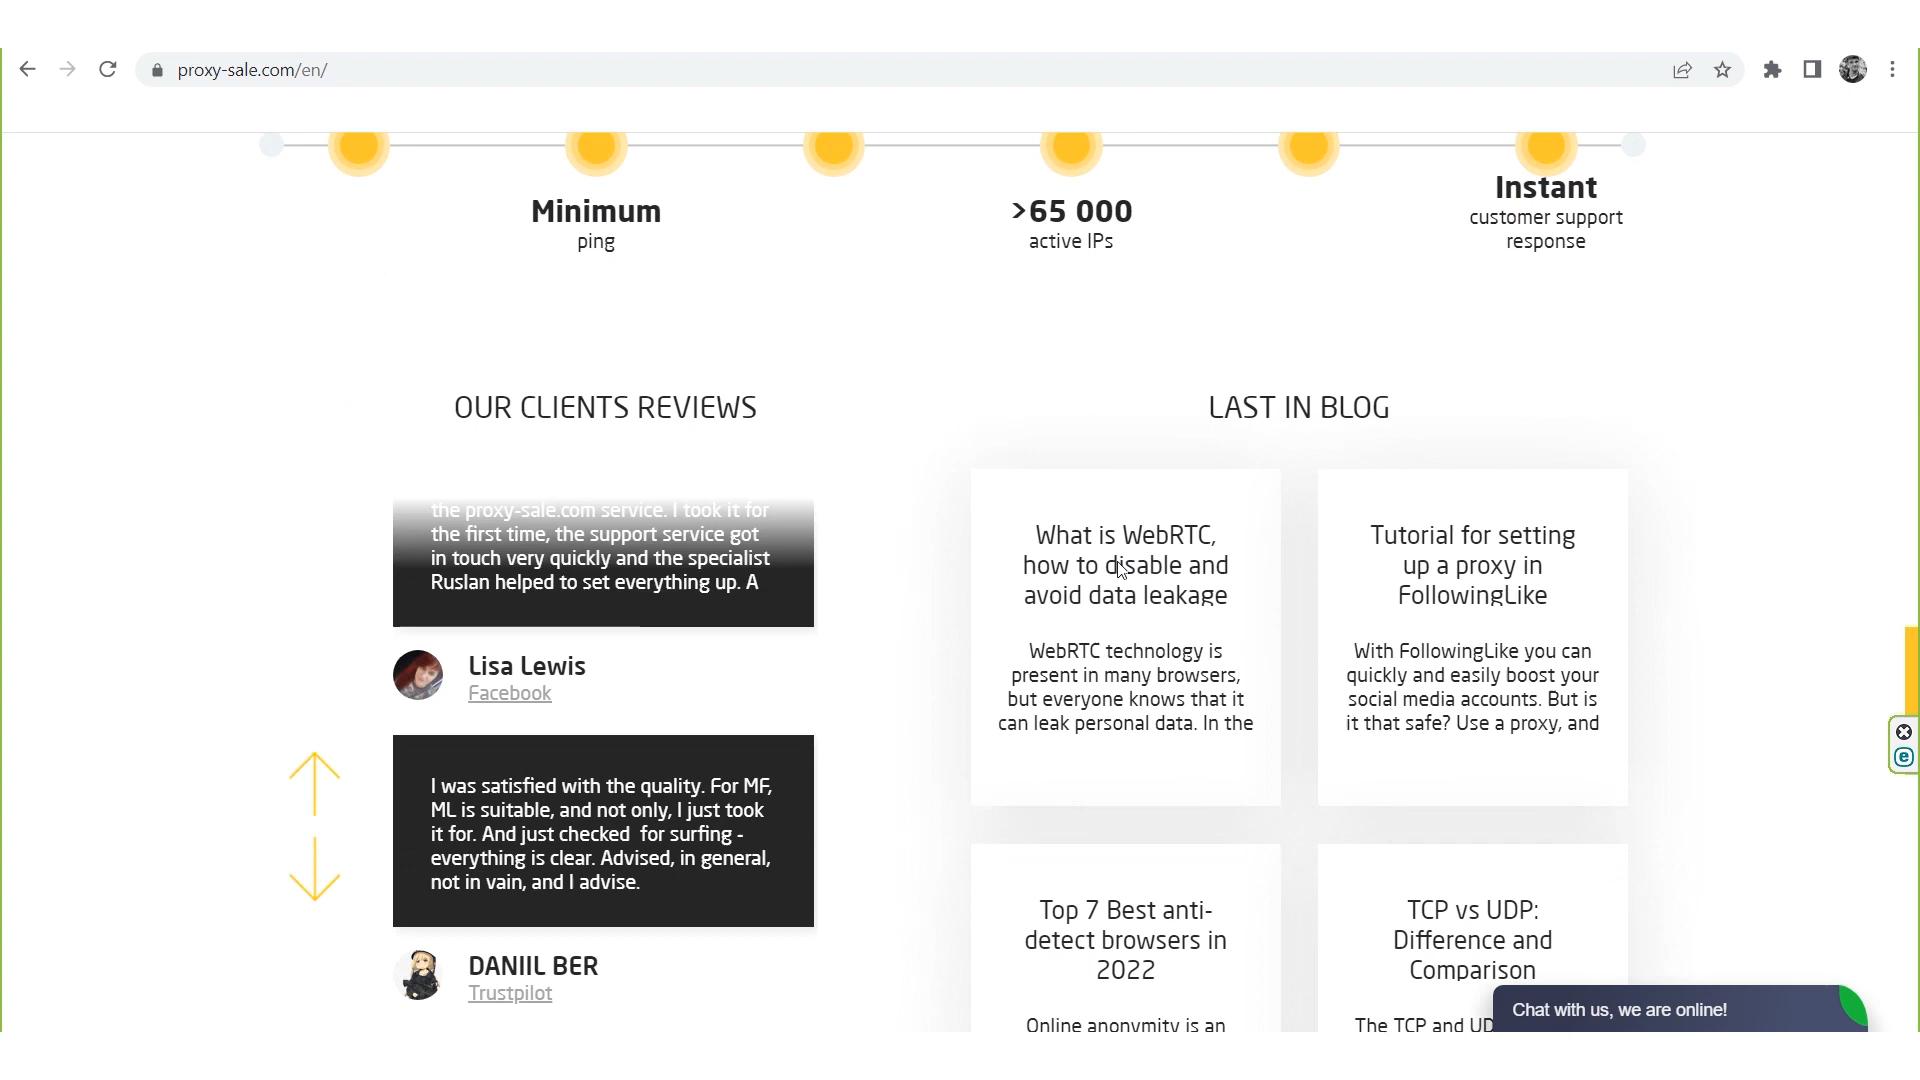 proxy-sale.com/en/
Minimum
ping
>65 000
active IPs
Instant
customer support
response
OUR CLIENTS REVIEWS
the proxy-sale.com service. I took it for
the first time, the support service got
in touch very quickly and the specialist
Ruslan helped to set everything up. A
Lisa Lewis
Facebook
I was satisfied with the quality. For MF,
ML is suitable, and not only, I just took
it for. And just checked  for surfing -
everything is clear. Advised, in general,
not in vain, and I advise.
DANIIL BER
Trustpilot
LAST IN BLOG
What is WebRTC,
how to disable and
avoid data leakage
WebRTC technology is
present in many browsers,
but everyone knows that it
can leak personal data. In the
Tutorial for setting
up a proxy in
FollowingLike
With FollowingLike you can
quickly and easily boost your
social media accounts. But is
it that safe? Use a proxy, and
Top 7 Best anti-
detect browsers in
2022
Online anonymity is an
TCP vs UDP:
Difference and
Comparison
The TCP and UD
Chat with us, we are online!